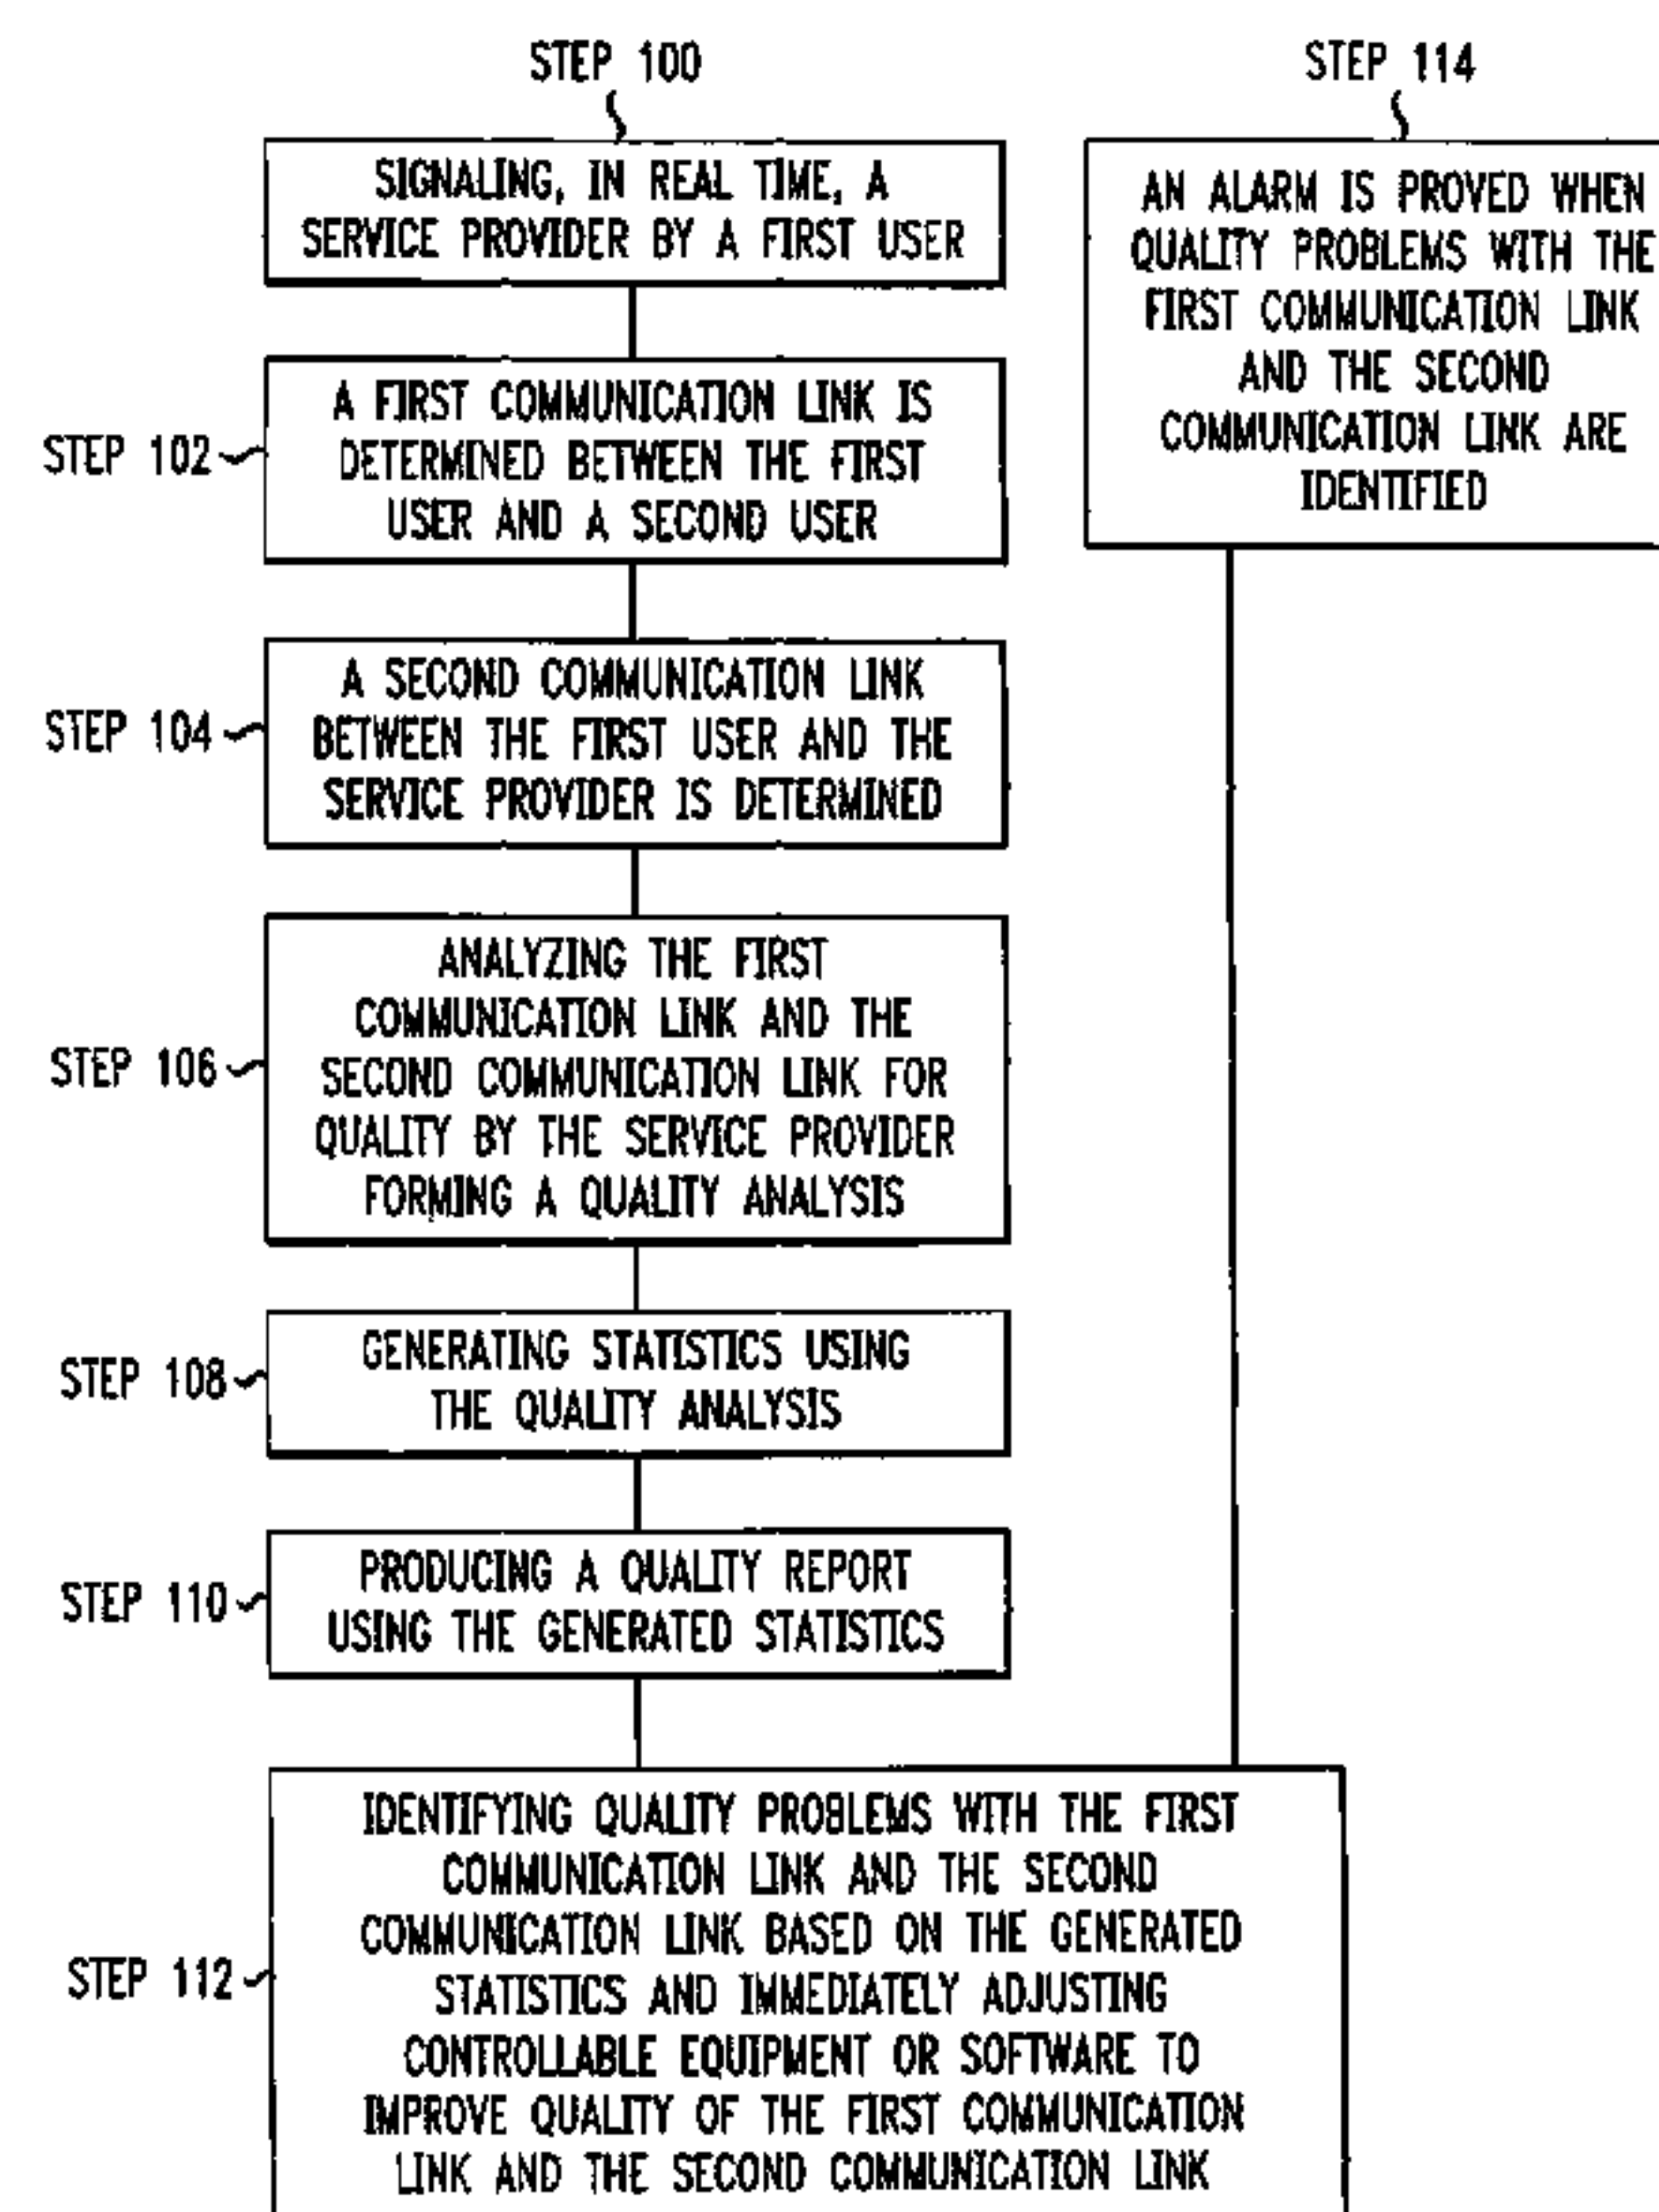 STEP 100
SIGNALING, IN REAL TIME, A
SERVICE PROVIDER BY A FIRST USER
STEP 102
A FIRST COMMUNICATION LINK IS
DETERMINED BETWEEN THE FIRST
USER AND A SECOND USER
STEP 104
A SECOND COMMUNICATION LINK
BETWEEN THE FIRST USER AND THE
SERVICE PROVIDER IS DETERMINED
STEP 106
ANALYZING THE FIRST
COMMUNICATION LINK AND THE
SECOND COMMUNICATION LINK FOR
QUALITY BY THE SERVICE PROVIDER
FORMING A QUALITY ANALYSIS
STEP 108
GENERATING STATISTICS USING
THE QUALITY ANALYSIS
STEP 110
PRODUCING A QUALITY REPORT
USING THE GENERATED STATISTICS
STEP 112
IDENTIFYING QUALITY PROBLEMS WITH THE FIRST
COMMUNICATION LINK AND THE SECOND
COMMUNICATION LINK BASED ON THE GENERATED
STATISTICS AND IMMEDIATELY ADJUSTING
CONTROLLABLE EQUIPMENT OR SOFTWARE TO
IMPROVE QUALITY OF THE FIRST COMMUNICATION
LINK AND THE SECOND COMMUNICATION LINK
STEP 114
AN ALARM IS PROVED WHEN
QUALITY PROBLEMS WITH THE
FIRST COMMUNICATION LINK
AND THE SECOND
COMMUNICATION LINK ARE
IDENTIFIED